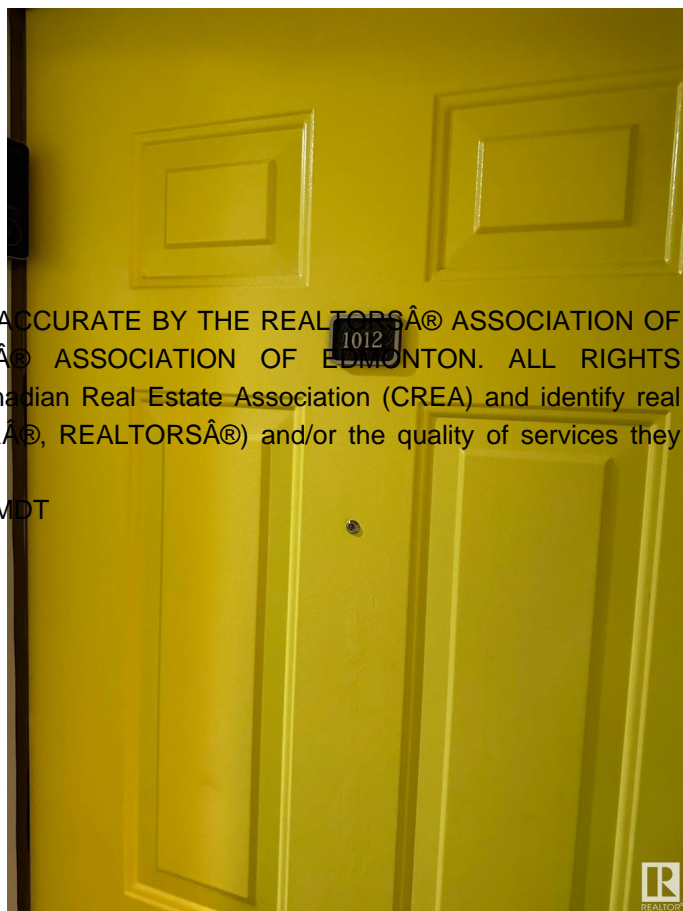 ACCURATE BY THE REALTORSÂ® ASSOCIATION OF
Â® ASSOCIATION OF EDMONTON. ALL RIGHTS
nadian Real Estate Association (CREA) and identify real
Â®, REALTORSÂ®) and/or the quality of services they
MDT
1012
R
REALTOR®